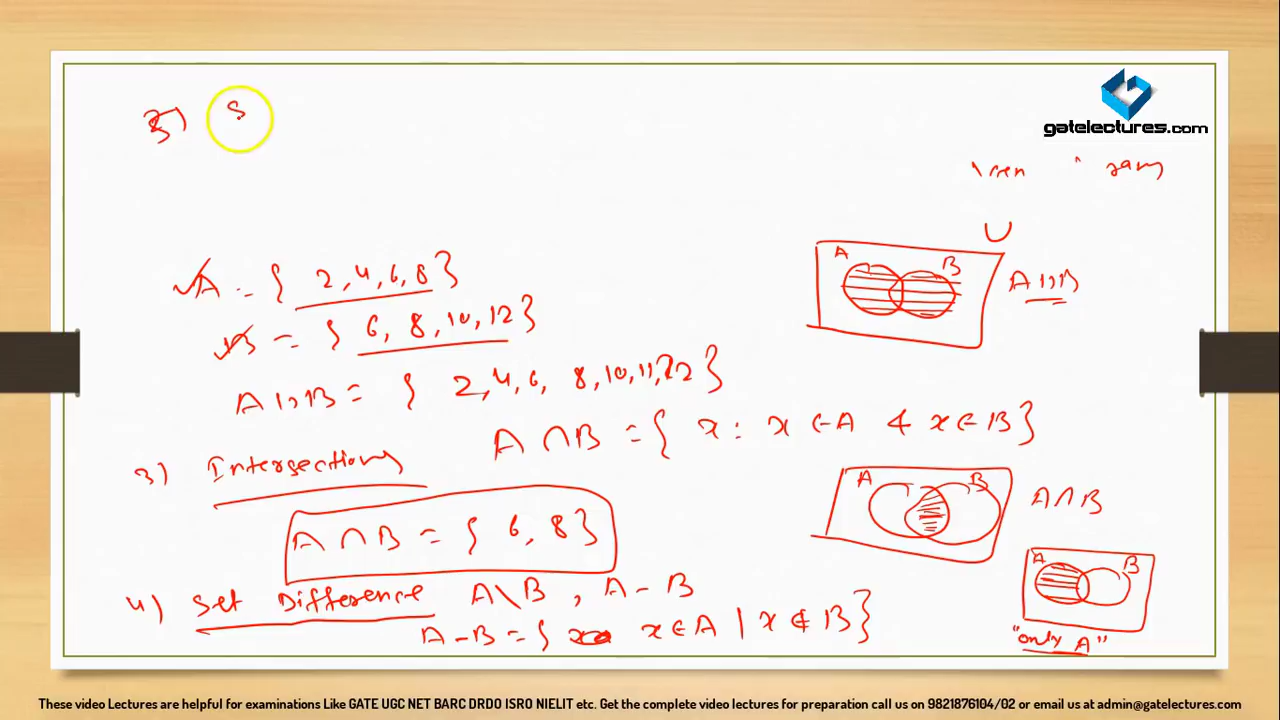 5) S
gatelectures.com
U
A = { 2, 4, 6, 8 }
A B
A ∪ B
B = { 6, 8, 10, 12 }
A ∪ B = { 2, 4, 6, 8, 10, 11, 12 }
A ∩ B = { x : x ∈ A & x ∈ B }
3) Intersection
A B
A ∩ B
A ∩ B = { 6, 8 }
A B
4) Set Difference A \ B , A - B
A - B = { x ∈ A | x ∉ B }
"only A"
These video Lectures are helpful for examinations Like GATE UGC NET BARC DRDO ISRO NIELIT etc. Get the complete video lectures for preparation call us on 9821876104/02 or email us at admin@gatelectures.com